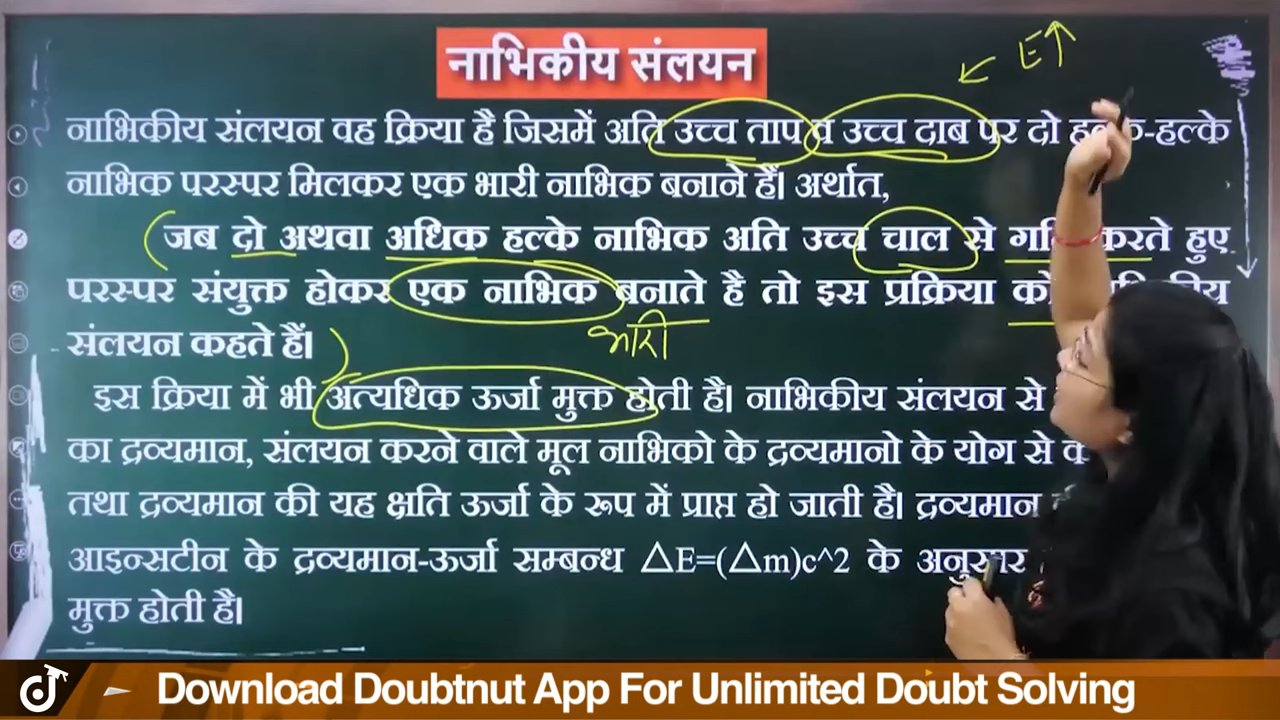 नाभिकीय संलयन
E↑
नाभिकीय संलयन वह क्रिया है जिसमें अति उच्च ताप व उच्च दाब पर दो -हल्के
नाभिक परस्पर मिलकर एक भारी नाभिक बनाने हैं। अर्थात,
जब दो अथवा अधिक हल्के नाभिक अति उच्च चाल से करते हुए
परस्पर संयुक्त होकर एक नाभिक बनाते है तो इस प्रक्रिया को
भारी
संलयन कहते हैं।
इस क्रिया में भी अत्यधिक ऊर्जा मुक्त होती है। नाभिकीय संलयन से
का द्रव्यमान, संलयन करने वाले मूल नाभिको के द्रव्यमानो के योग से
तथा द्रव्यमान की यह क्षति ऊर्जा के रूप में प्राप्त हो जाती है। द्रव्यमान
आइन्सटीन के द्रव्यमान-ऊर्जा सम्बन्ध △E=(△m)c^2 के अनुसार
मुक्त होती है।
Download Doubtnut App For Unlimited Doubt Solving